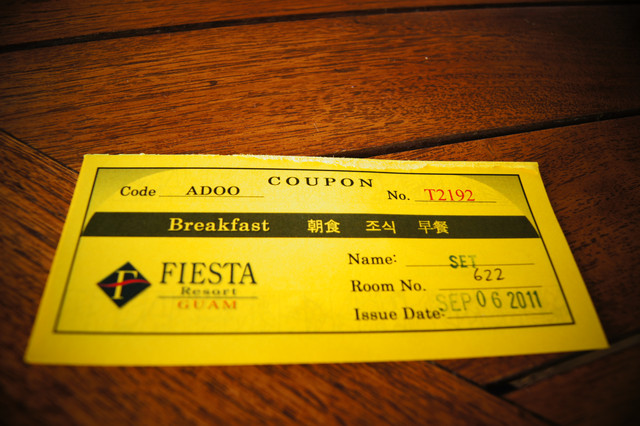 COUPON
Code ADOO No. T2192
Breakfast 朝食 조식 早餐
FIESTA
Resort
GUAM
Name: SET
Room No. 622
Issue Date: SEP 06 2011